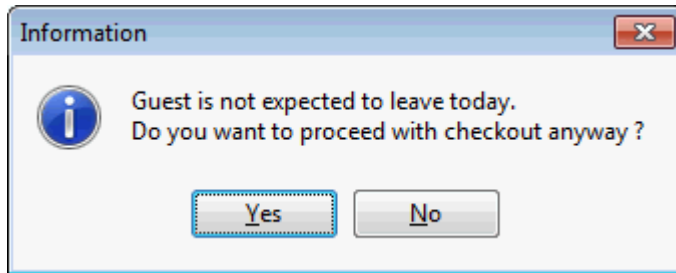 Information
Guest is not expected to leave today.
Do you want to proceed with checkout anyway ?
Yes
No